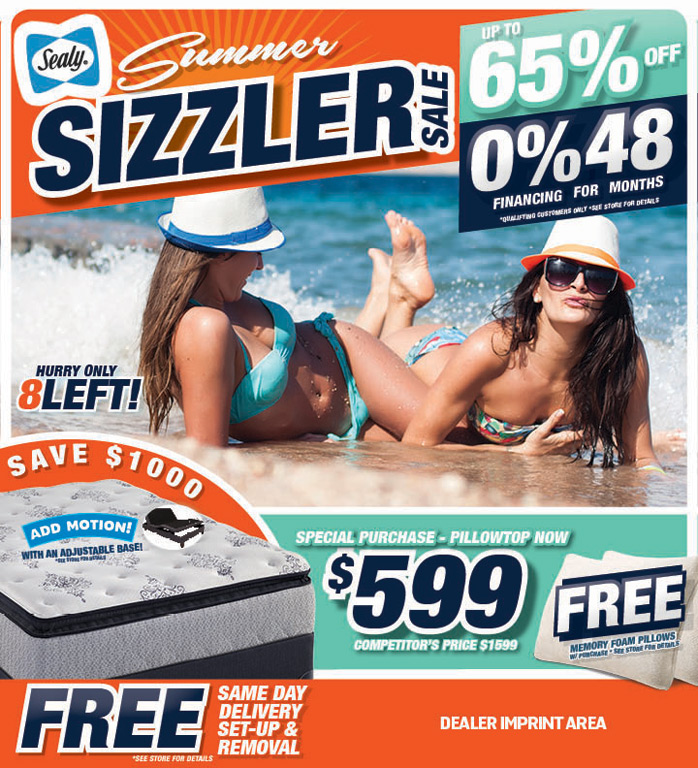 Sealy®
Summer
SIZZLER
SALE
UP TO
65% OFF
0% 48
FINANCING FOR MONTHS
*QUALIFTING CUSTOMERS ONLY *SEE STORE FOR DETAILS
HURRY ONLY
8 LEFT!
SAVE $1000
ADD MOTION!
WITH AN ADJUSTABLE BASE!
*SEE STORE FOR DETAILS
SPECIAL PURCHASE - PILLOWTOP NOW
$599
COMPETITOR'S PRICE $1599
FREE
MEMORY FOAM PILLOWS
W/ PURCHASE * SEE STORE FOR DETAILS
FREE
SAME DAY
DELIVERY
SET-UP &
REMOVAL
*SEE STORE FOR DETAILS
DEALER IMPRINT AREA